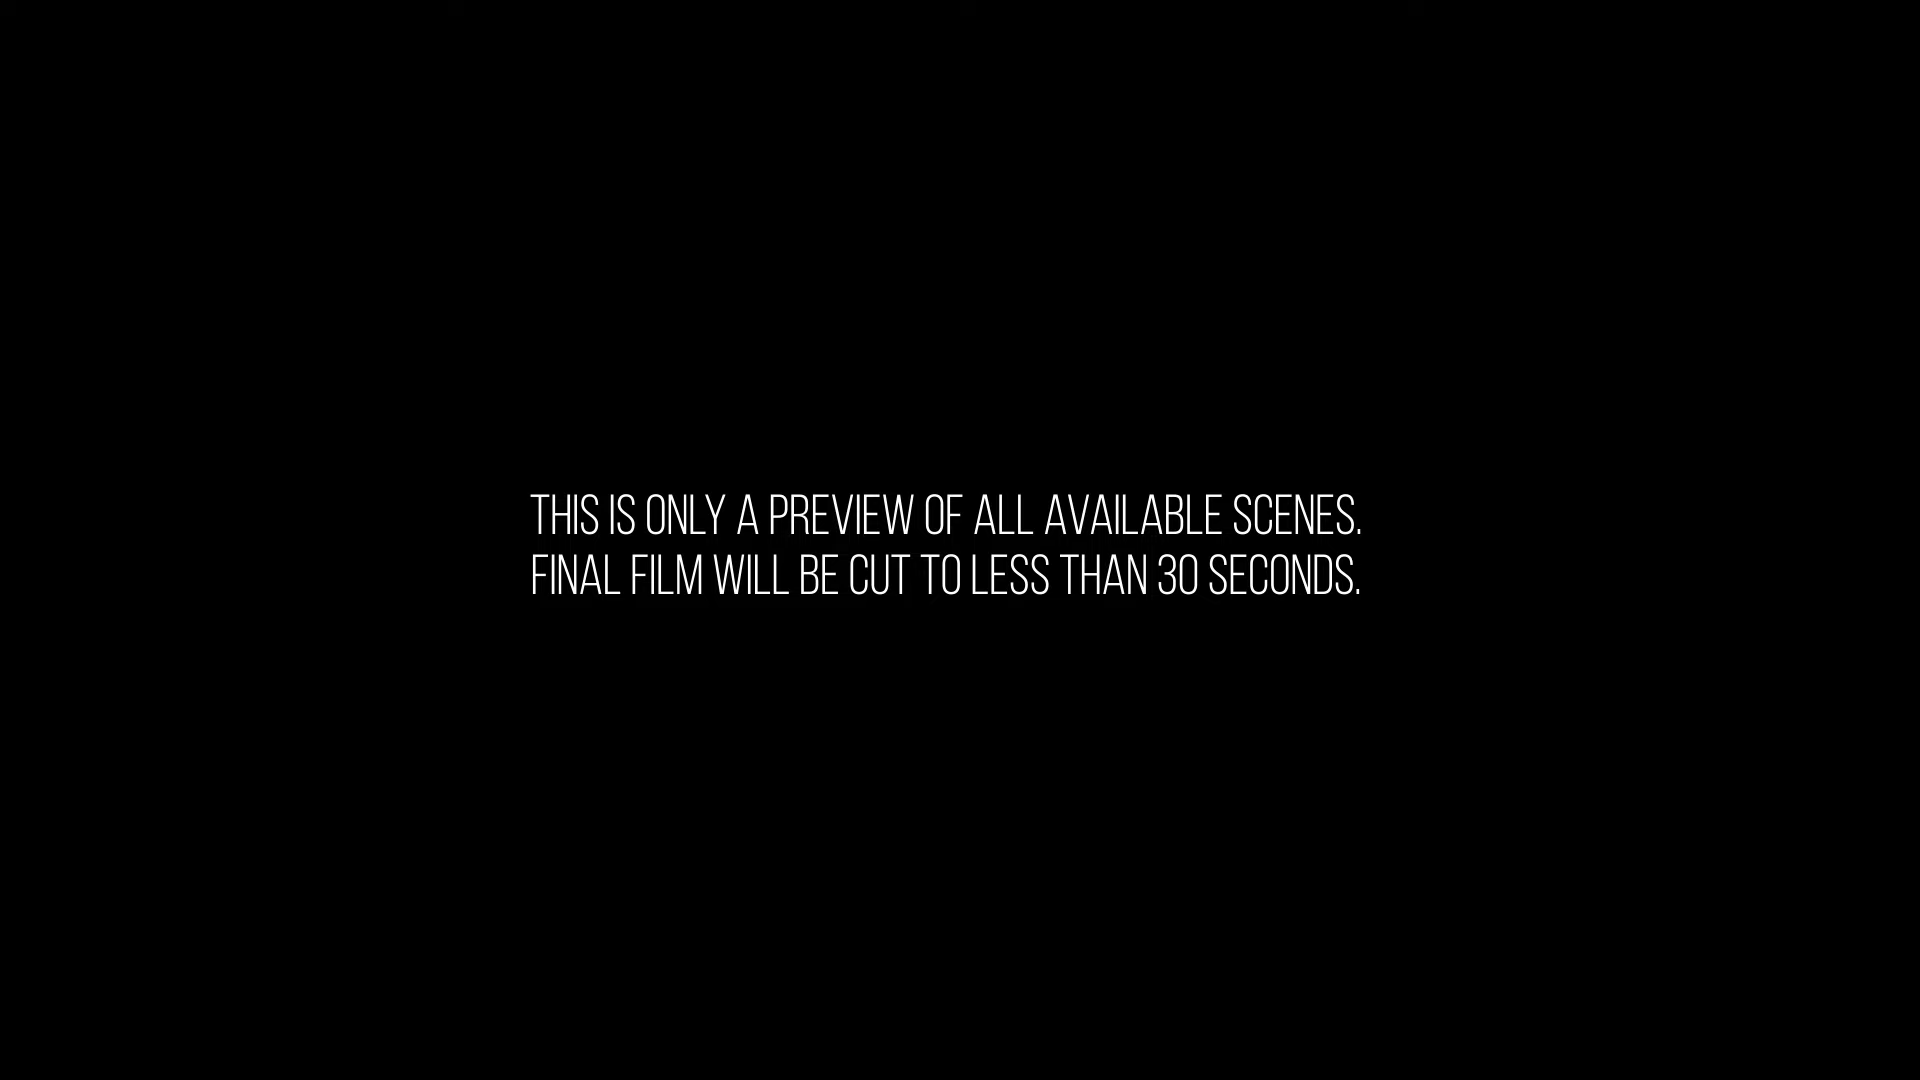 THIS IS ONLY A PREVIEW OF ALL AVAILABLE SCENES.
FINAL FILM WILL BE CUT TO LESS THAN 30 SECONDS.